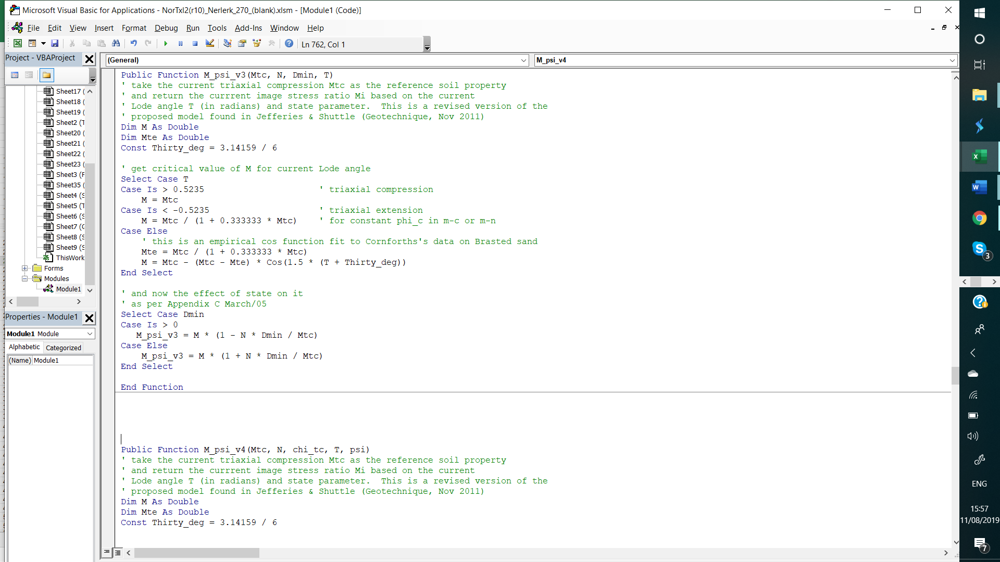 Microsoft Visual Basic for Applications - NorTxl2(r10)_Nerlerk_270_(blank).xlsm - [Module1 (Code)]
File Edit View Insert Format Debug Run Tools Add-Ins Window Help
Ln 762, Col 1
Project - VBAProject
Sheet17 (
Sheet18 (
Sheet19 (
Sheet2 (T
Sheet20 (
Sheet21 (
Sheet22 (
Sheet23 (
Sheet3 (F
Sheet35 (
Sheet4 (S
Sheet5 (T
Sheet6 (S
Sheet7 (G
Sheet8 (S
Sheet9 (S
ThisWork
Forms
Modules
Module1
Properties - Module1
Module1 Module
Alphabetic Categorized
(Name) Module1
(General) M_psi_v4
Public Function M_psi_v3(Mtc, N, Dmin, T)
' take the current triaxial compression Mtc as the reference soil property
' and return the currrent image stress ratio Mi based on the current
' Lode angle T (in radians) and state parameter.  This is a revised version of the
' proposed model found in Jefferies & Shuttle (Geotechnique, Nov 2011)
Dim M As Double
Dim Mte As Double
Const Thirty_deg = 3.14159 / 6
' get critical value of M for current Lode angle
Select Case T
Case Is > 0.5235 ' triaxial compression
M = Mtc
Case Is < -0.5235 ' triaxial extension
M = Mtc / (1 + 0.333333 * Mtc) ' for constant phi_c in m-c or m-n
Case Else
' this is an empirical cos function fit to Cornforths's data on Brasted sand
Mte = Mtc / (1 + 0.333333 * Mtc)
M = Mtc - (Mtc - Mte) * Cos(1.5 * (T + Thirty_deg))
End Select
' and now the effect of state on it
' as per Appendix C March/05
Select Case Dmin
Case Is > 0
M_psi_v3 = M * (1 - N * Dmin / Mtc)
Case Else
M_psi_v3 = M * (1 + N * Dmin / Mtc)
End Select
End Function
Public Function M_psi_v4(Mtc, N, chi_tc, T, psi)
' take the current triaxial compression Mtc as the reference soil property
' and return the currrent image stress ratio Mi based on the current
' Lode angle T (in radians) and state parameter.  This is a revised version of the
' proposed model found in Jefferies & Shuttle (Geotechnique, Nov 2011)
Dim M As Double
Dim Mte As Double
Const Thirty_deg = 3.14159 / 6
3
ENG
15:57
11/08/2019
7